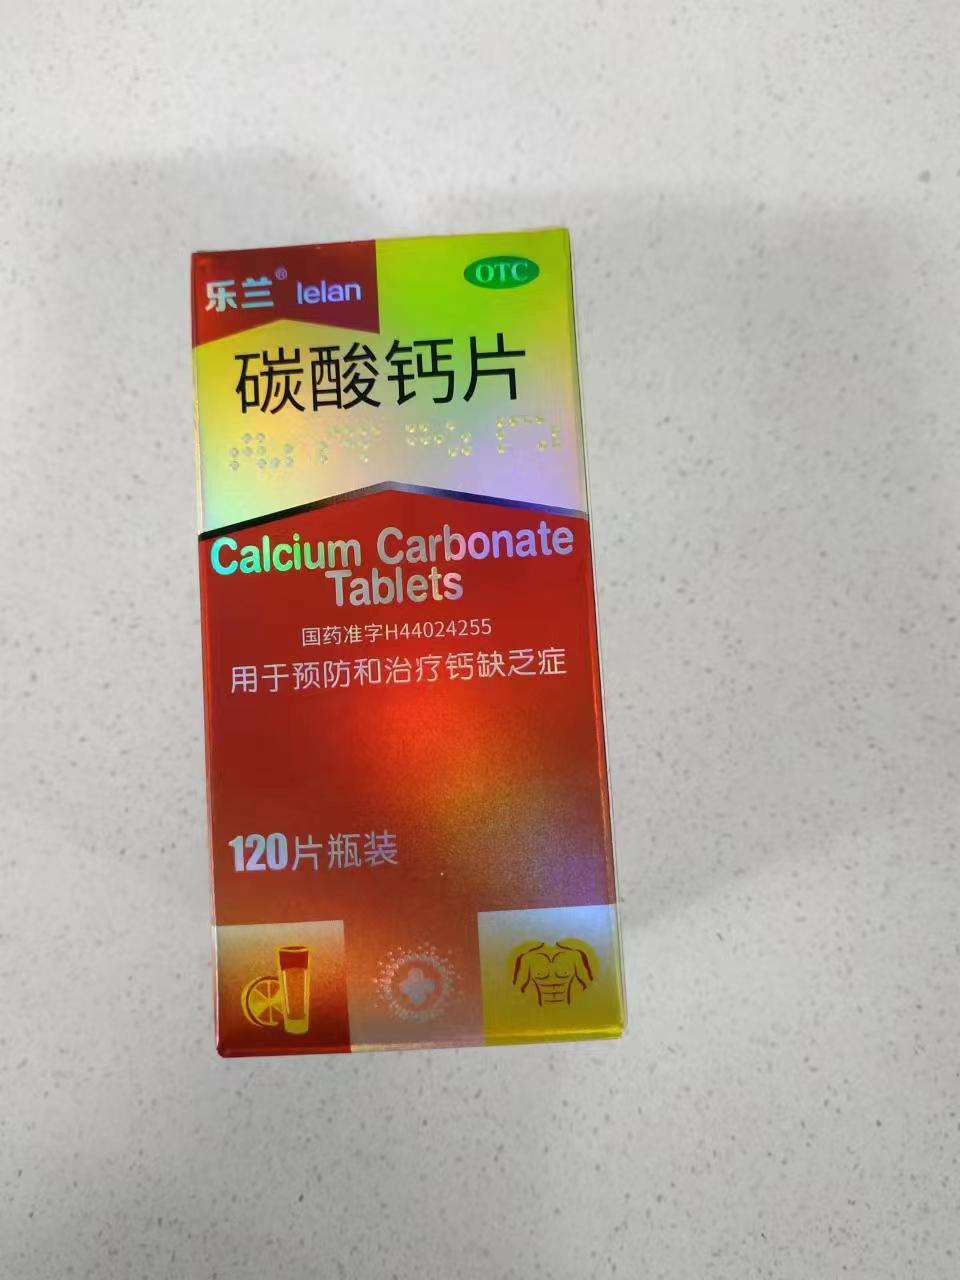 乐兰® lelan
OTC
碳酸钙片
Calcium Carbonate
Tablets
国药准字H44024255
用于预防和治疗钙缺乏症
120片瓶装